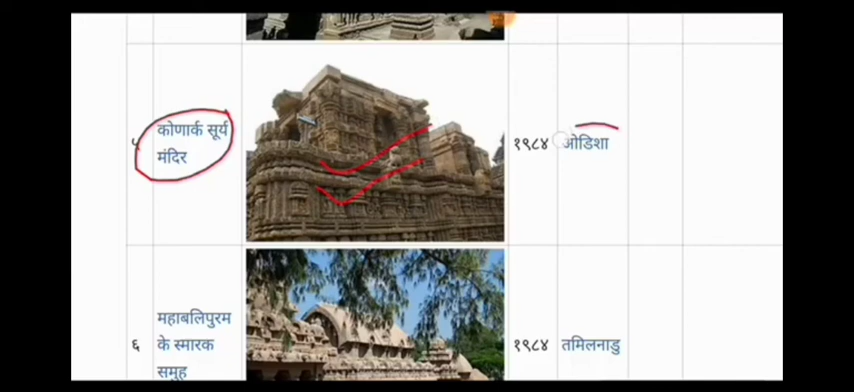 ५
कोणार्क सूर्य
मंदिर
१९८४
ओडिशा
६
महाबलिपुरम
के स्मारक
समुह
१९८४
तमिलनाडु